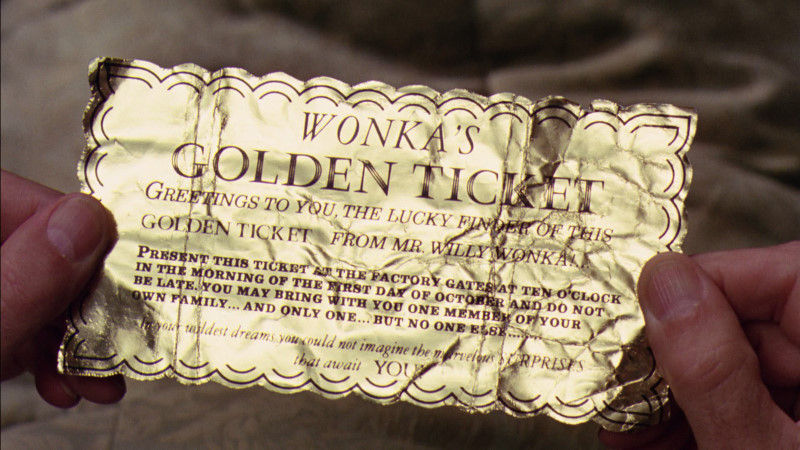 WONKA'S
GOLDEN TICKET
GREETINGS TO YOU, THE LUCKY FINDER OF THIS
GOLDEN TICKET FROM MR. WILLY WONKA...
PRESENT THIS TICKET AT THE FACTORY GATES AT TEN O'CLOCK
IN THE MORNING OF THE FIRST DAY OF OCTOBER AND DO NOT
BE LATE. YOU MAY BRING WITH YOU ONE MEMBER OF YOUR
OWN FAMILY... AND ONLY ONE... BUT NO ONE ELSE......
In your wildest dreams you could not imagine the marvelous SURPRISES
that await YOU!